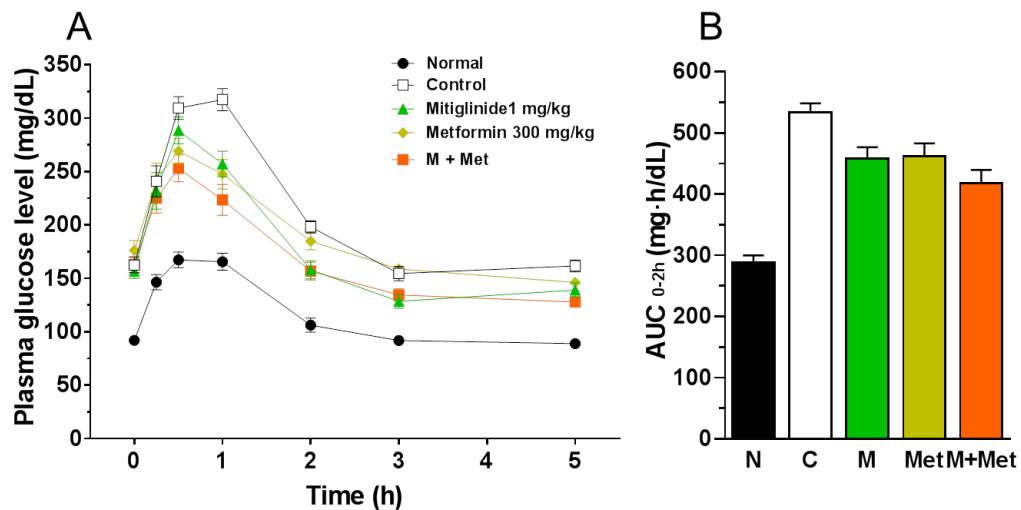 A
Plasma glucose level (mg/dL)
350
300
250
200
150
100
50
0
0
1
2
3
4
5
Time (h)
Normal
Control
Mitiglinide1 mg/kg
Metformin 300 mg/kg
M + Met
B
AUC 0-2h (mg·h/dL)
600
500
400
300
200
100
0
N
C
M
Met
M+Met